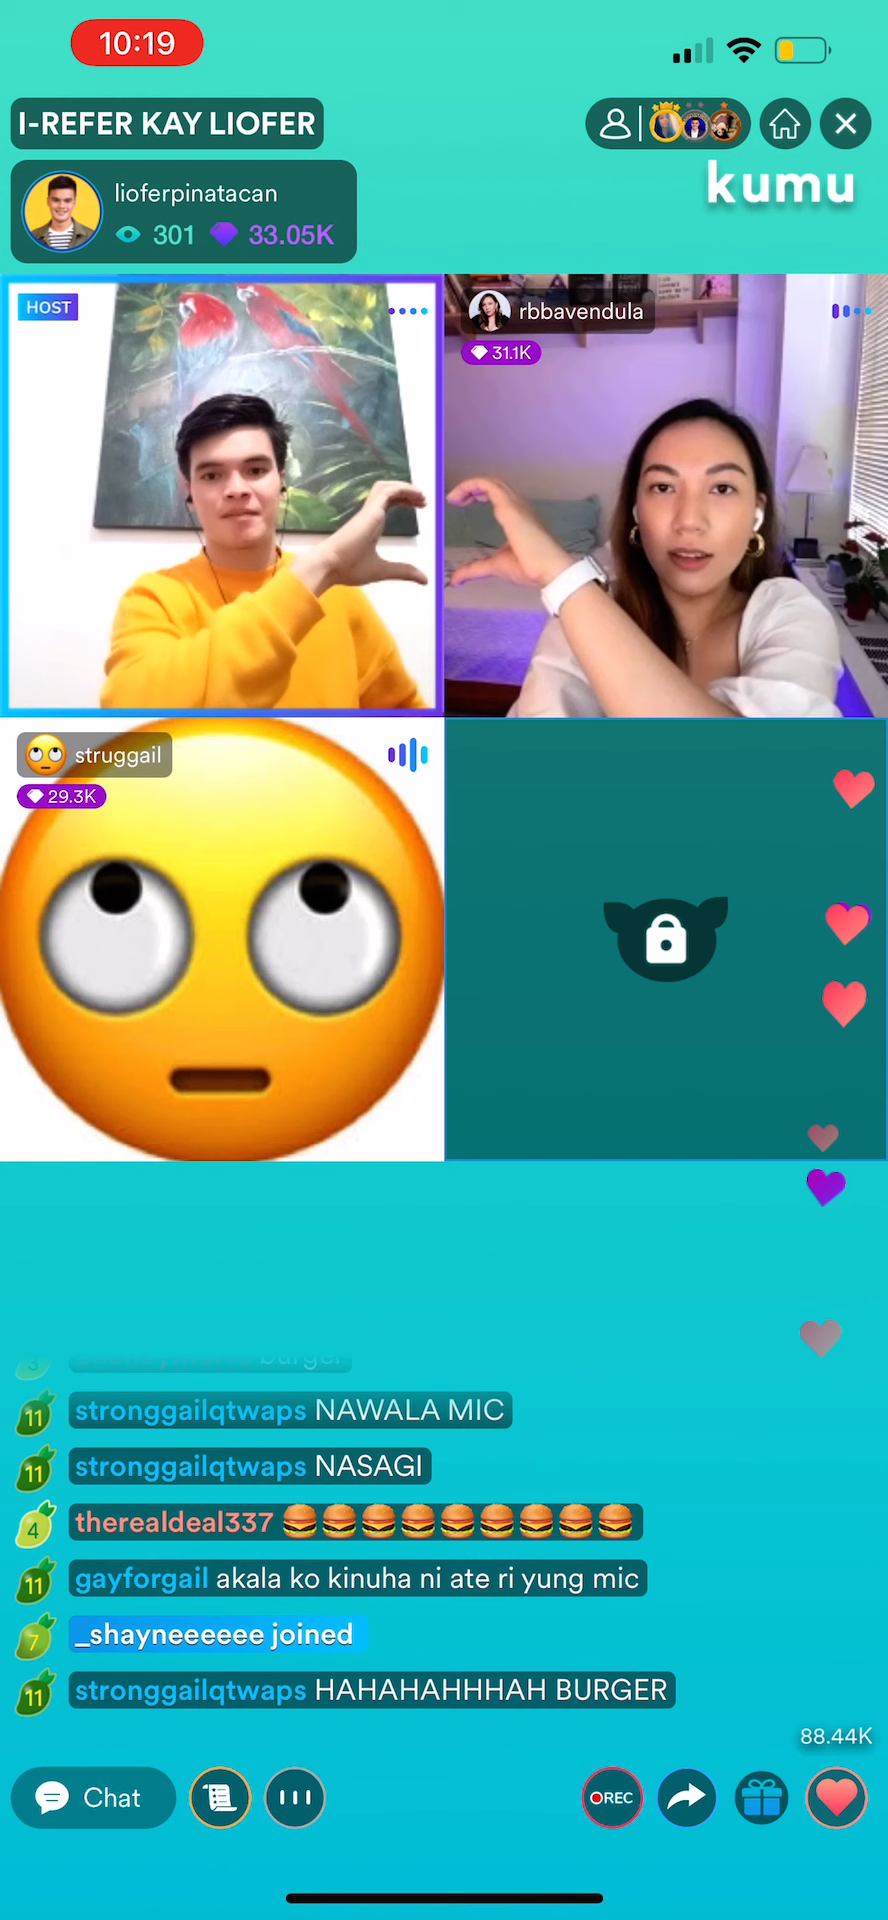 10:19
I-REFER KAY LIOFER
lioferpinatacan
301 33.05K
kumu
HOST
rbbavendula
31.1K
struggail
29.3K
burger
11 stronggailqtwaps NAWALA MIC
11 stronggailqtwaps NASAGI
4 therealdeal337 🍔🍔🍔🍔🍔🍔🍔🍔🍔
11 gayforgail akala ko kinuha ni ate ri yung mic
7 _shayneeeeee joined
11 stronggailqtwaps HAHAHAHHHAH BURGER
88.44K
Chat
REC